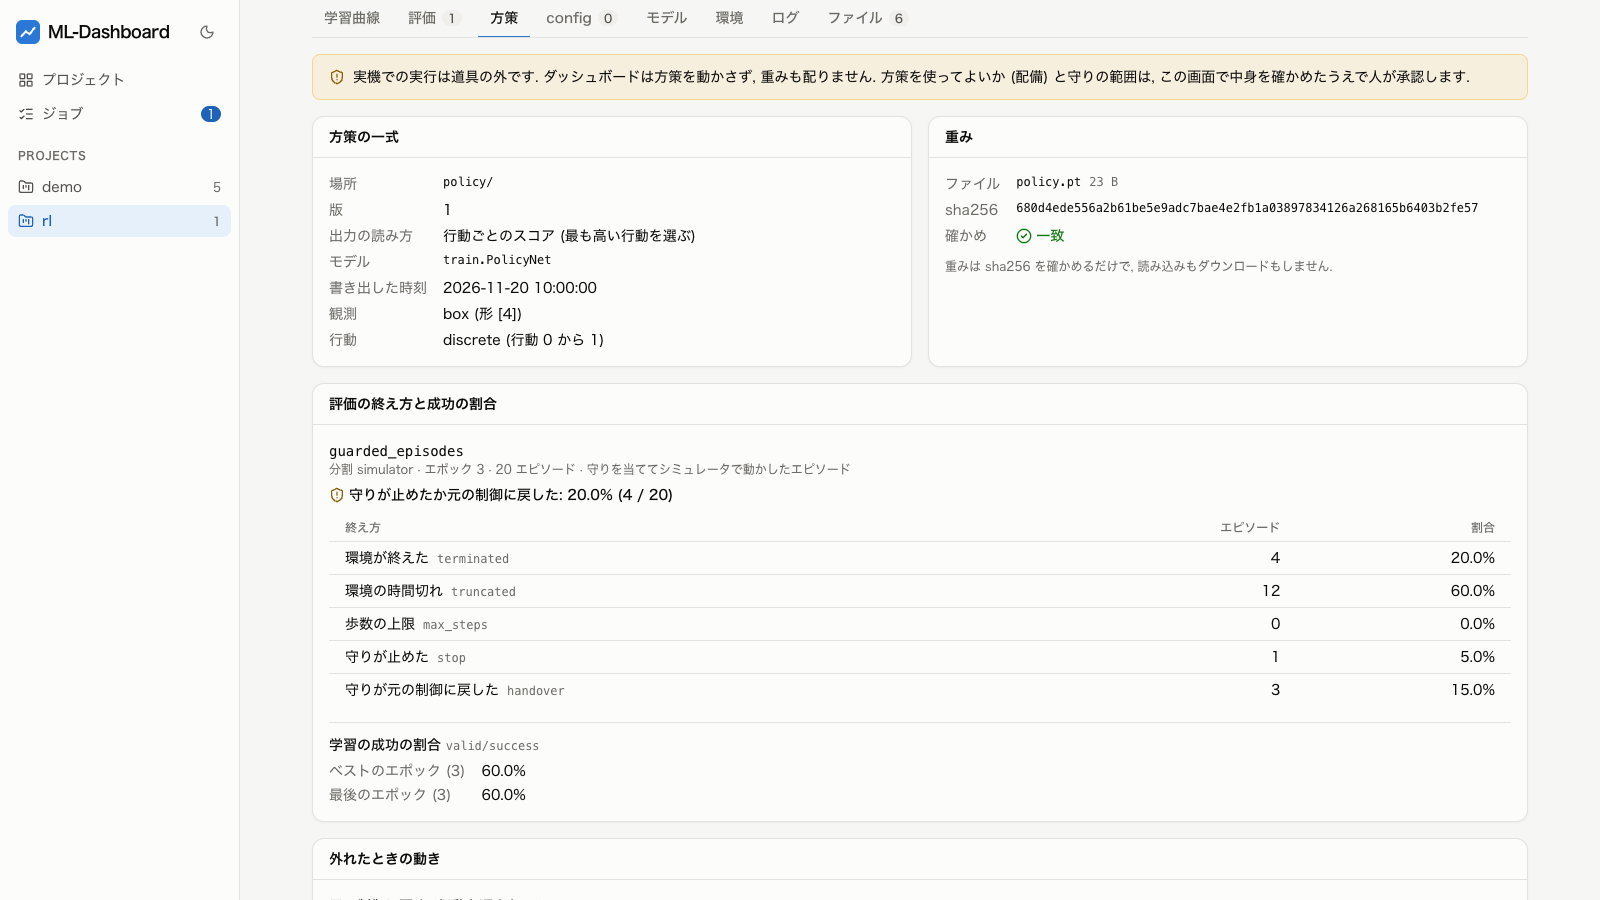 ML-Dashboard
プロジェクト
ジョブ 1
PROJECTS
demo 5
rl 1
学習曲線 評価 1 方策 config 0 モデル 環境 ログ ファイル 6
実機での実行は道具の外です. ダッシュボードは方策を動かさず, 重みも配りません. 方策を使ってよいか (配備) と守りの範囲は, この画面で中身を確かめたうえで人が承認します.
方策の一式
場所 policy/
版 1
出力の読み方 行動ごとのスコア (最も高い行動を選ぶ)
モデル train.PolicyNet
書き出した時刻 2026-11-20 10:00:00
観測 box (形 [4])
行動 discrete (行動 0 から 1)
重み
ファイル policy.pt 23 B
sha256 680d4ede556a2b61be5e9adc7bae4e2fb1a03897834126a268165b6403b2fe57
確かめ 一致
重みは sha256 を確かめるだけで, 読み込みもダウンロードもしません.
評価の終え方と成功の割合
guarded_episodes
分割 simulator · エポック 3 · 20 エピソード · 守りを当ててシミュレータで動かしたエピソード
守りが止めたか元の制御に戻した: 20.0% (4 / 20)
終え方 エピソード 割合
環境が終えた terminated 4 20.0%
環境の時間切れ truncated 12 60.0%
歩数の上限 max_steps 0 0.0%
守りが止めた stop 1 5.0%
守りが元の制御に戻した handover 3 15.0%
学習の成功の割合 valid/success
ベストのエポック (3) 60.0%
最後のエポック (3) 60.0%
外れたときの動き